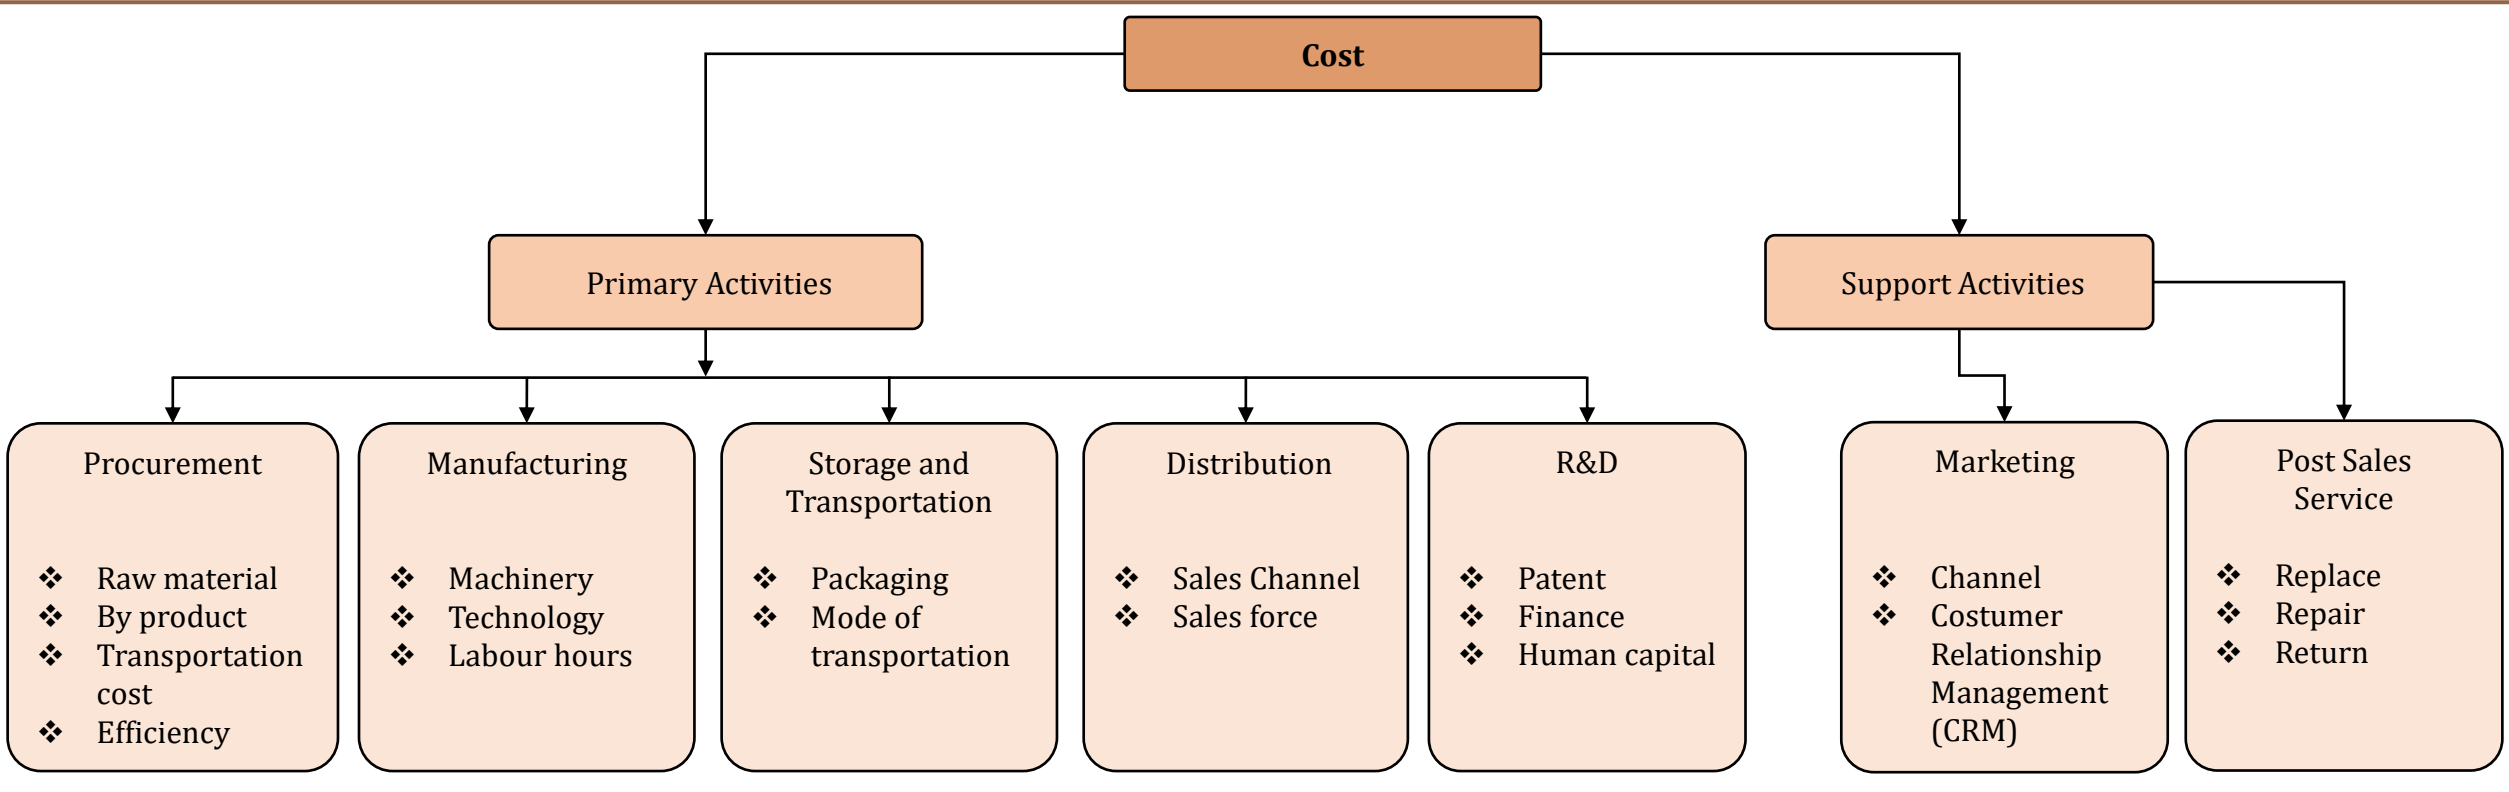 Cost
Primary Activities
Support Activities
Procurement
❖ Raw material
❖ By product
❖ Transportation
cost
❖ Efficiency
Manufacturing
❖ Machinery
❖ Technology
❖ Labour hours
Storage and
Transportation
❖ Packaging
❖ Mode of
transportation
Distribution
❖ Sales Channel
❖ Sales force
R&D
❖ Patent
❖ Finance
❖ Human capital
Marketing
❖ Channel
❖ Costumer
Relationship
Management
(CRM)
Post Sales
Service
❖ Replace
❖ Repair
❖ Return